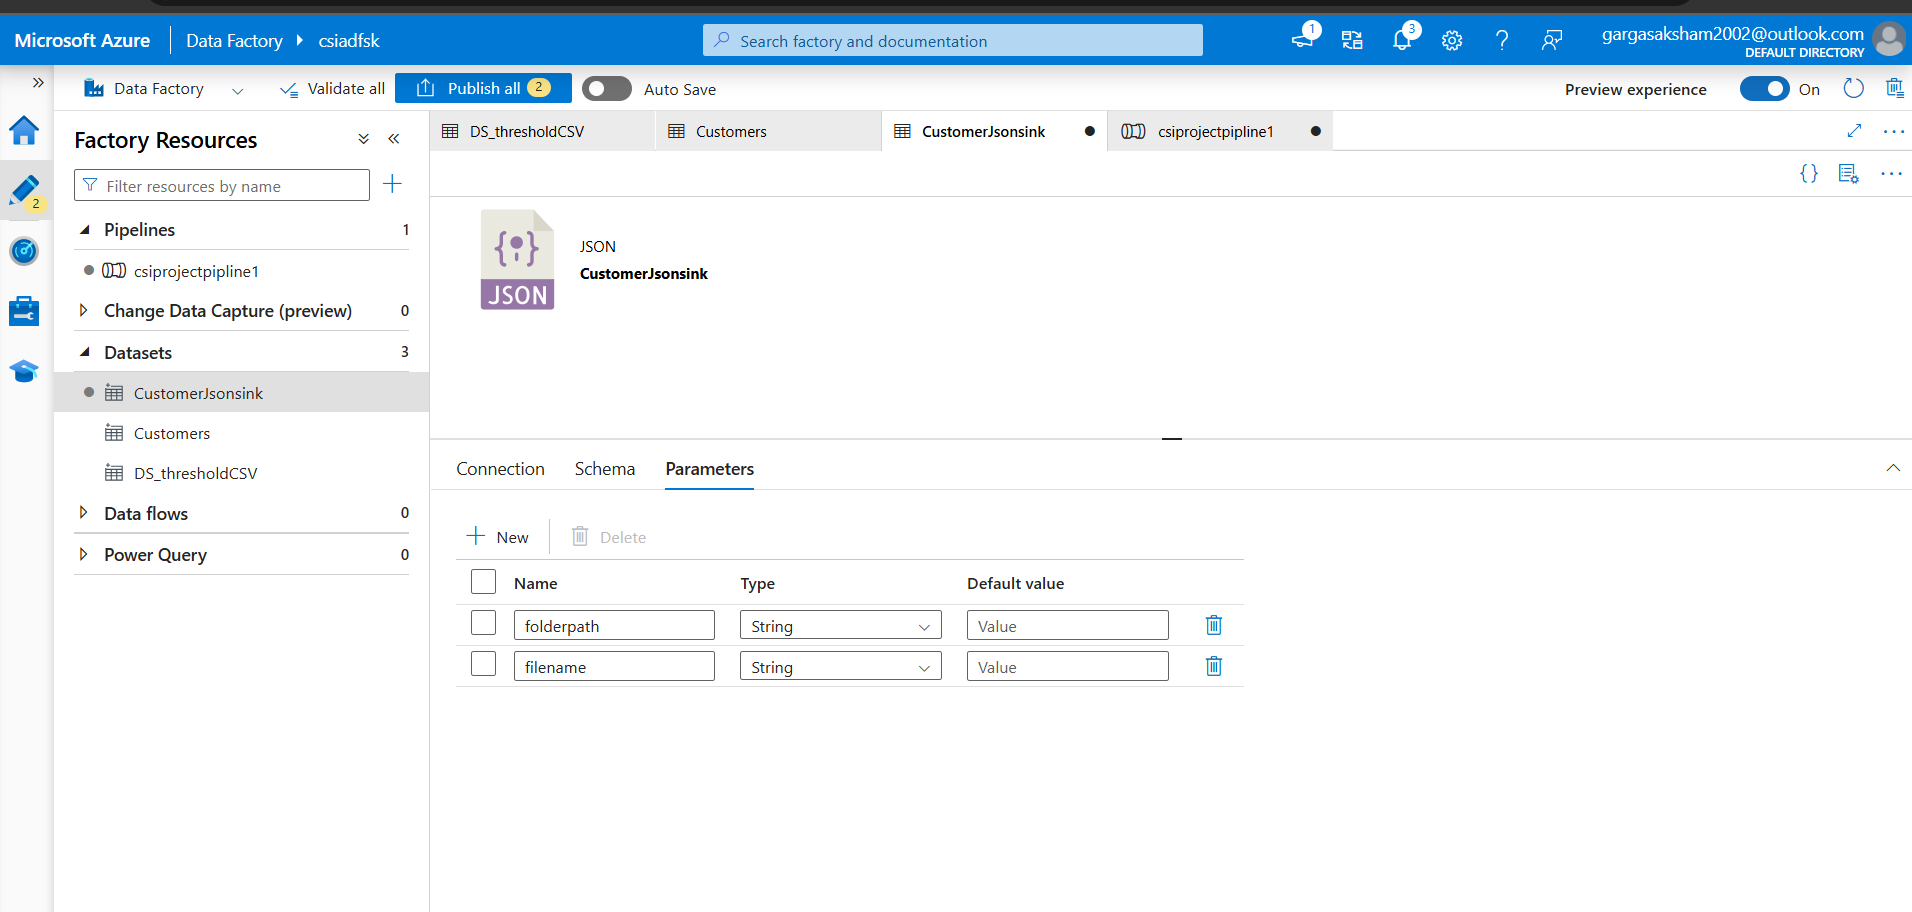 Microsoft Azure
Data Factory
csiadfsk
Search factory and documentation
1
3
gargasaksham2002@outlook.com
DEFAULT DIRECTORY
Data Factory
Validate all
Publish all 2
Auto Save
Preview experience
On
2
Factory Resources
Filter resources by name
Pipelines 1
csiprojectpipline1
Change Data Capture (preview) 0
Datasets 3
CustomerJsonsink
Customers
DS_thresholdCSV
Data flows 0
Power Query 0
DS_thresholdCSV
Customers
CustomerJsonsink
csiprojectpipline1
JSON
JSON
CustomerJsonsink
Connection
Schema
Parameters
New
Delete
Name Type Default value
folderpath String Value
filename String Value